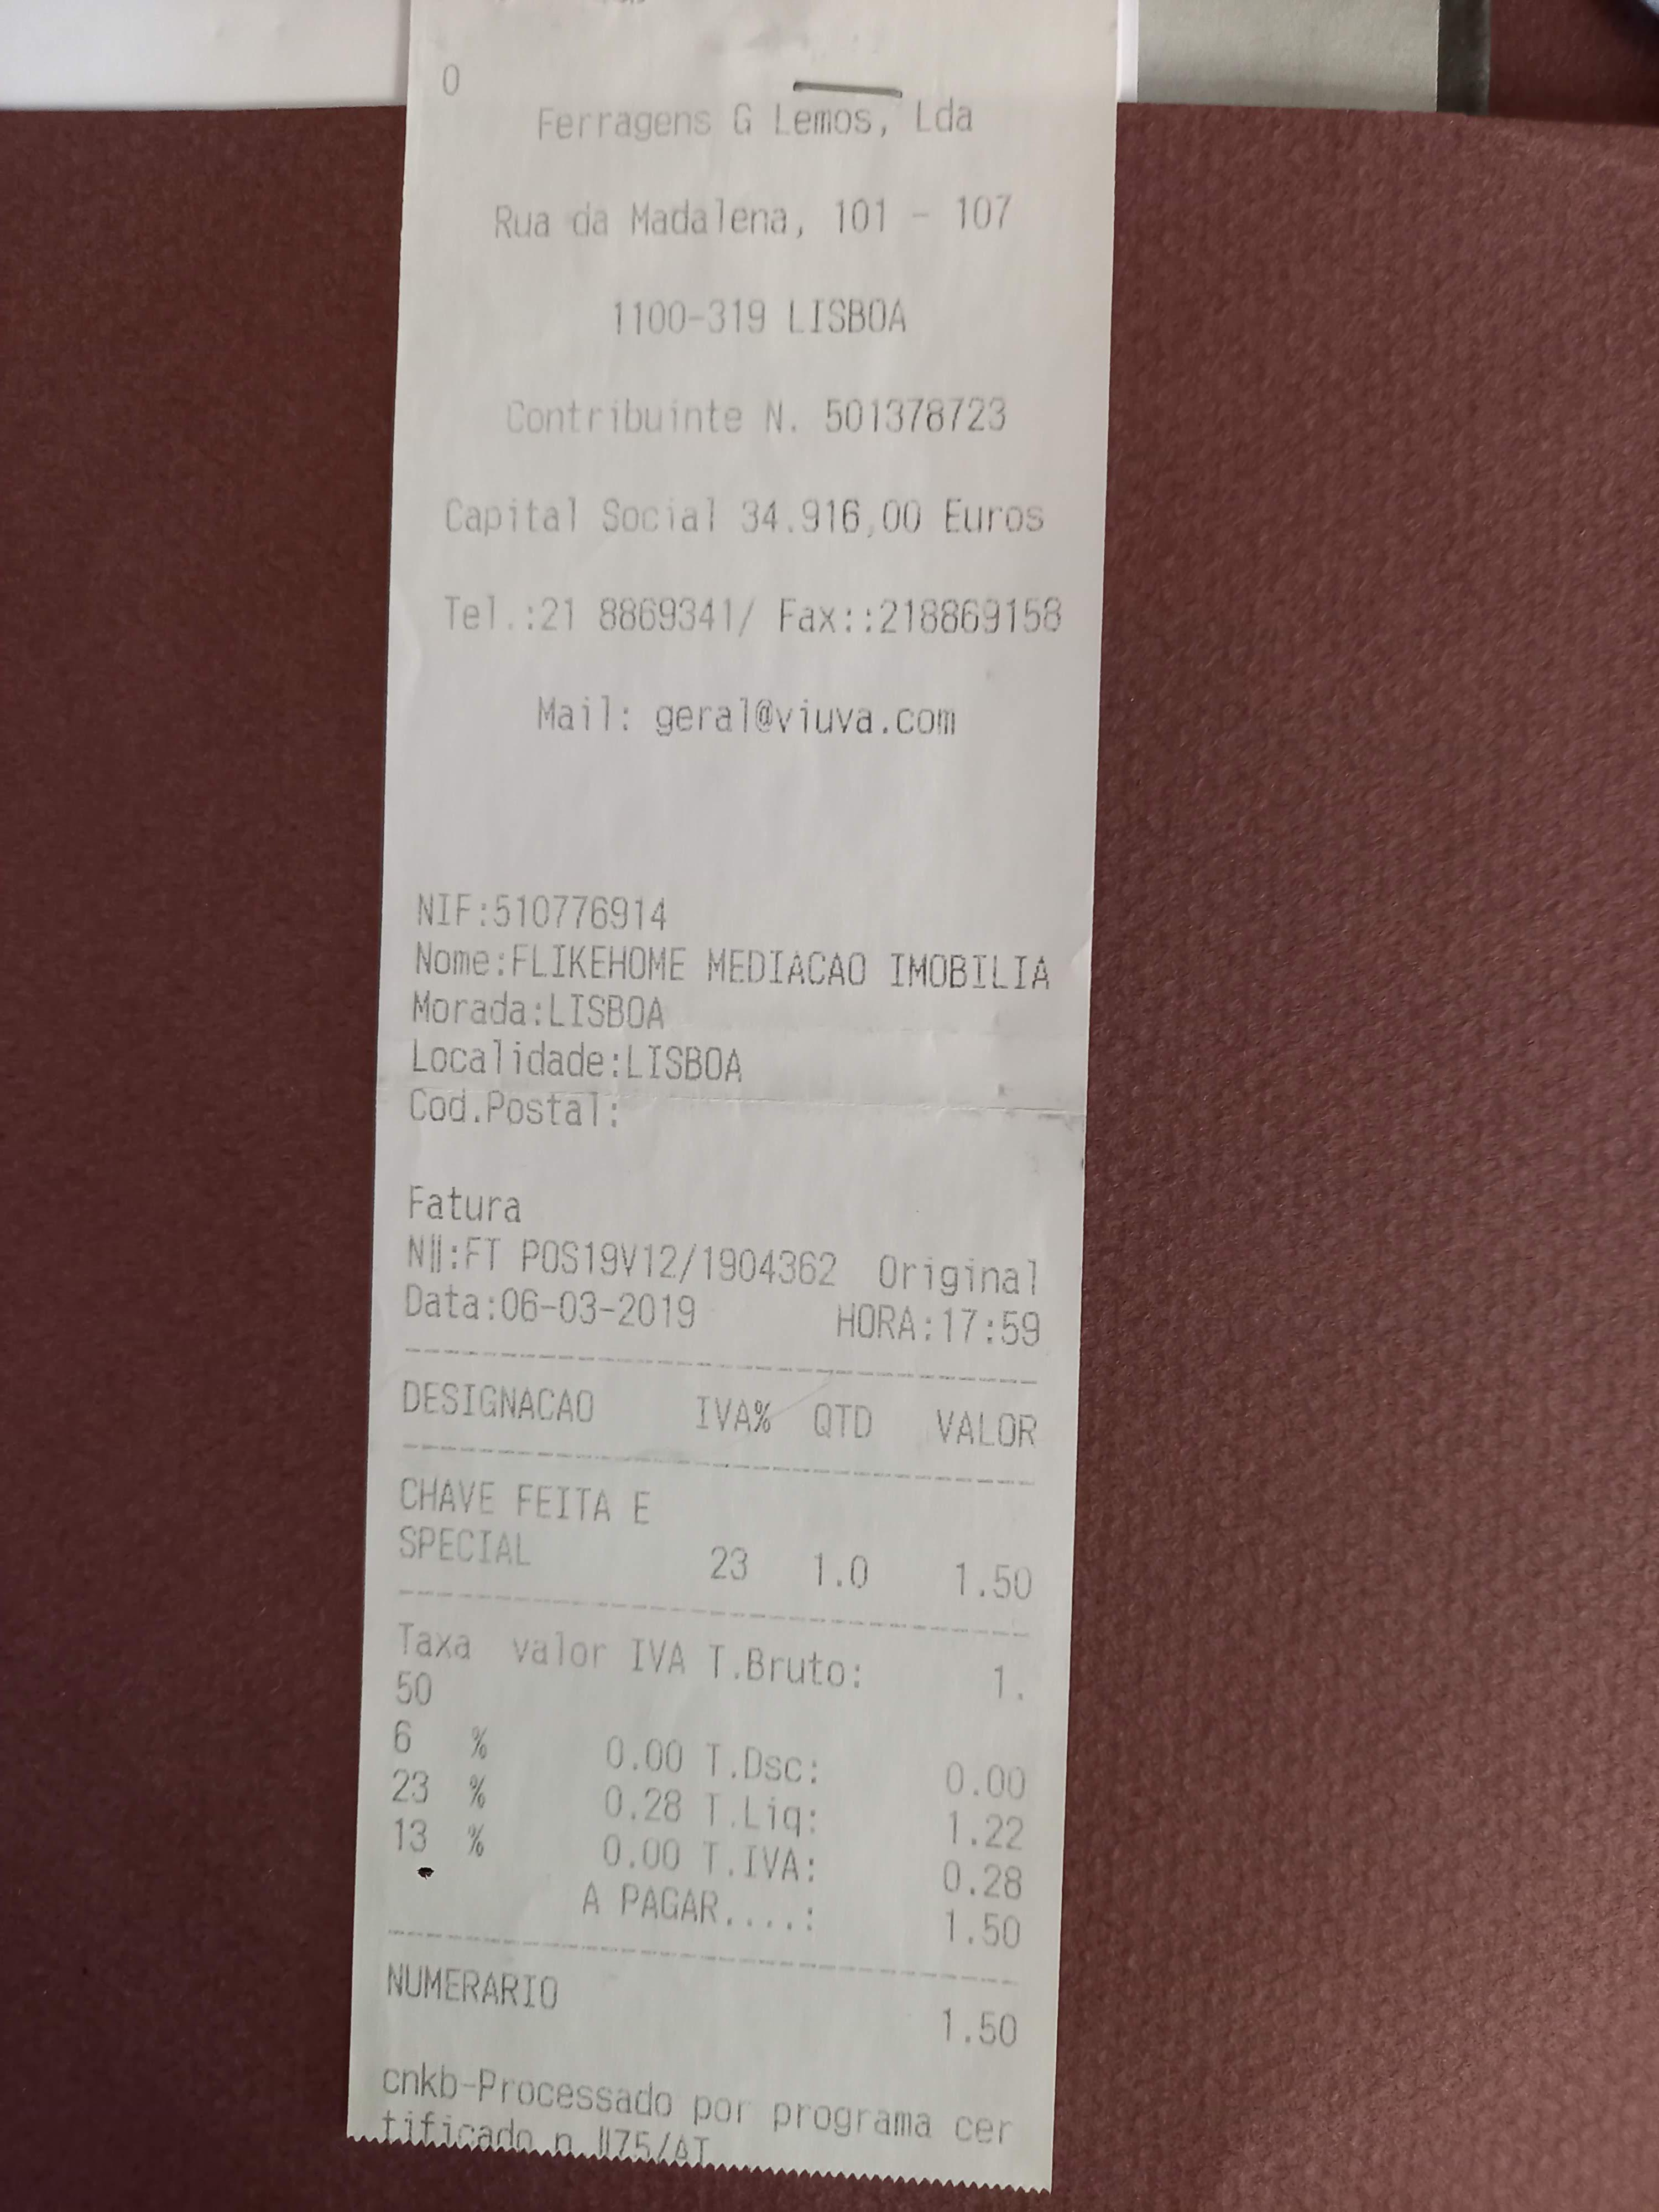 0
Ferragens G Lemos, Lda
Rua da Madalena, 101 - 107
1100-319 LISBOA
Contribuinte N. 501378723
Capital Social 34.916,00 Euros
Tel.:21 8869341/ Fax::218869158
Mail: geral@viuva.com
NIF:510776914
Nome:FLIKEHOME MEDIACAO IMOBILIA
Morada:LISBOA
Localidade:LISBOA
Cod.Postal:
Fatura
Nº:FT POS19V12/1904362 Original
Data:06-03-2019 HORA:17:59
DESIGNACAO IVA% QTD VALOR
CHAVE FEITA E
SPECIAL 23 1.0 1.50
Taxa valor IVA T.Bruto: 1.
50
6 % 0.00 T.Dsc: 0.00
23 % 0.28 T.Liq: 1.22
13 % 0.00 T.IVA: 0.28
A PAGAR....: 1.50
NUMERARIO 1.50
cnkb-Processado por programa cer
tificado n